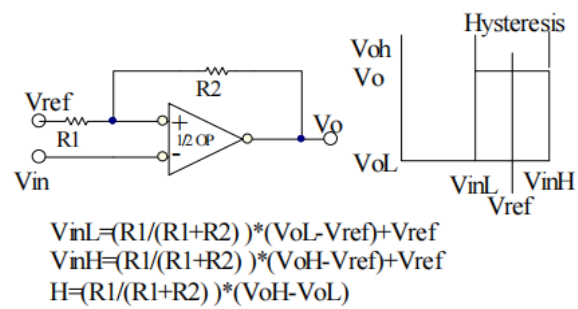 Hysteresis
Voh
Vo
R2
Vref
R1
+
1/2 OP
-
Vo
Vin
VoL
VinL
VinH
Vref
VinL=(R1/(R1+R2) )*(VoL-Vref)+Vref
VinH=(R1/(R1+R2) )*(VoH-Vref)+Vref
H=(R1/(R1+R2) )*(VoH-VoL)